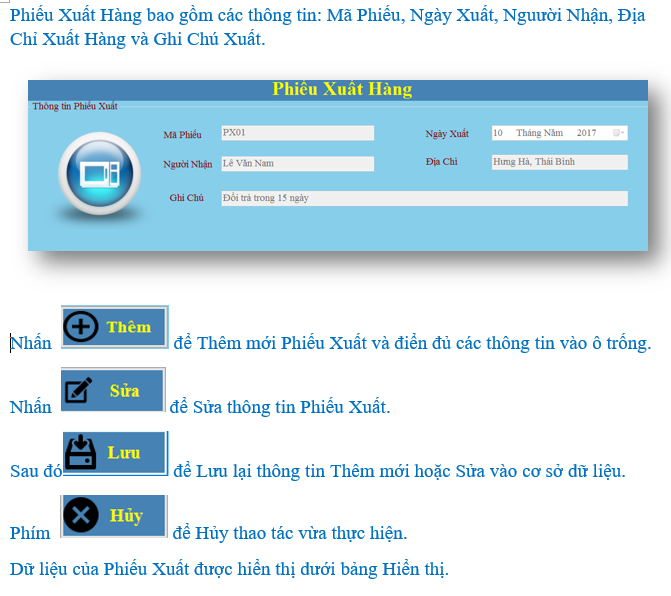 Phiếu Xuất Hàng bao gồm các thông tin: Mã Phiếu, Ngày Xuất, Nguười Nhận, Địa
Chỉ Xuất Hàng và Ghi Chú Xuất.
Phiếu Xuất Hàng
Thông tin Phiếu Xuất
Mã Phiếu PX01 Ngày Xuất 10 Tháng Năm 2017
Người Nhận Lê Văn Nam Địa Chỉ Hưng Hà, Thái Bình
Ghi Chú Đổi trả trong 15 ngày
Nhấn Thêm để Thêm mới Phiếu Xuất và điền đủ các thông tin vào ô trống.
Nhấn Sửa để Sửa thông tin Phiếu Xuất.
Sau đó Lưu để Lưu lại thông tin Thêm mới hoặc Sửa vào cơ sở dữ liệu.
Phím Hủy để Hủy thao tác vừa thực hiện.
Dữ liệu của Phiếu Xuất được hiển thị dưới bảng Hiển thị.